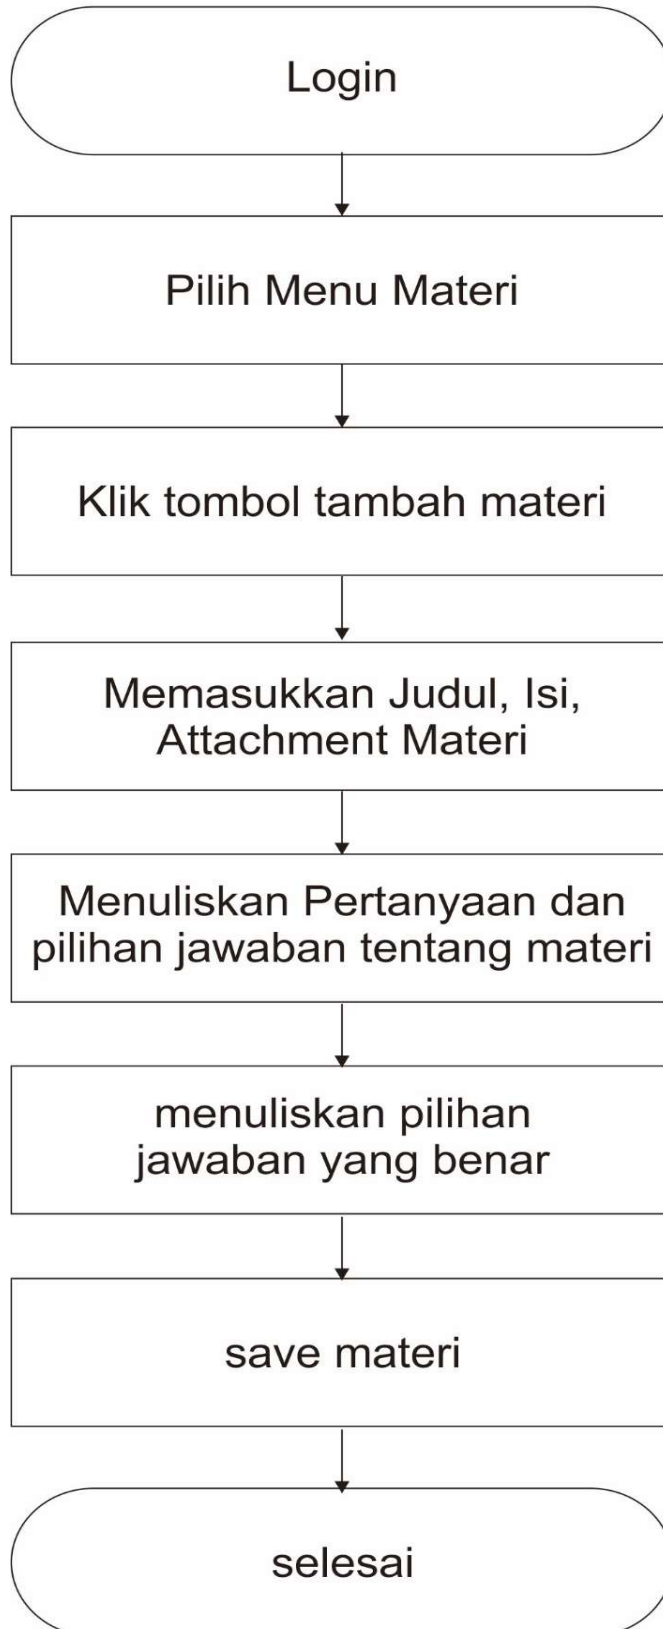 Login
Pilih Menu Materi
Klik tombol tambah materi
Memasukkan Judul, Isi,
Attachment Materi
Menuliskan Pertanyaan dan
pilihan jawaban tentang materi
menuliskan pilihan
jawaban yang benar
save materi
selesai